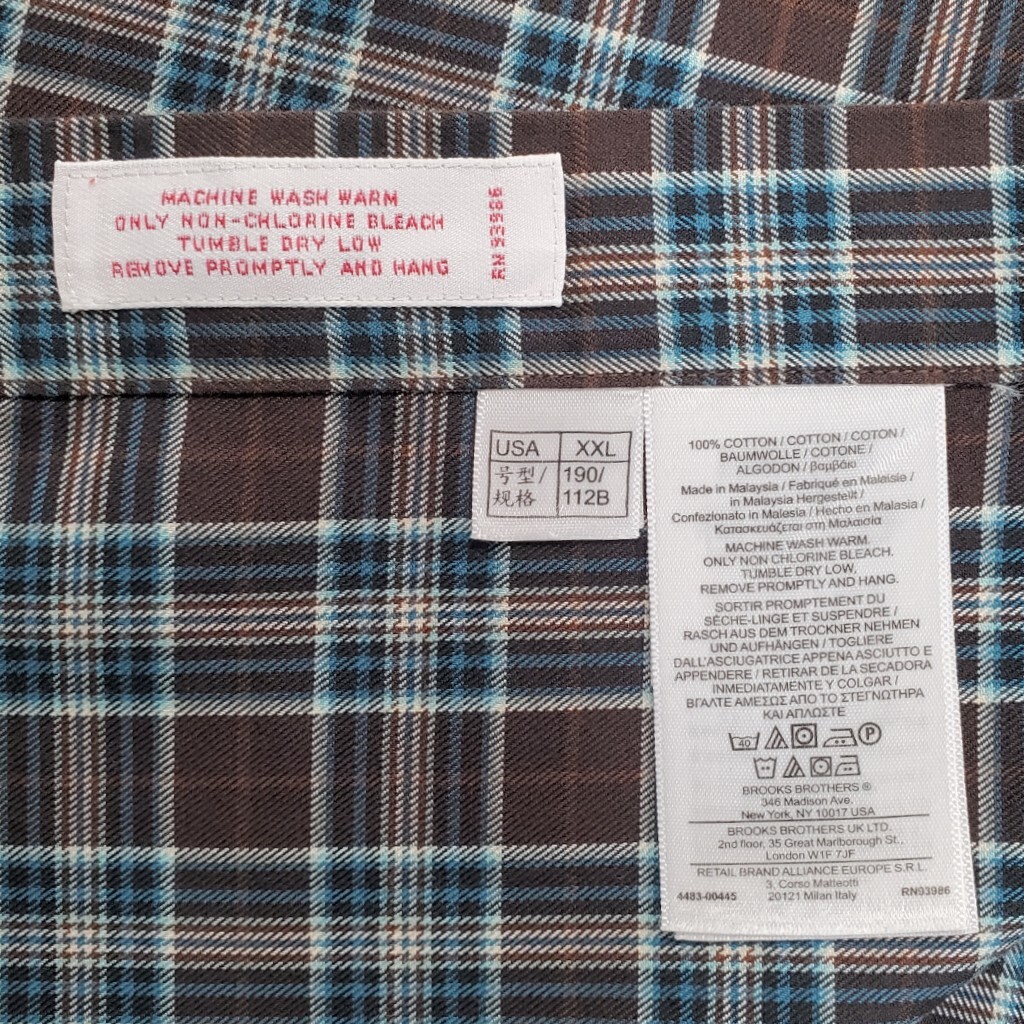 MACHINE WASH WARM
ONLY NON-CHLORINE BLEACH
TUMBLE DRY LOW
REMOVE PROMPTLY AND HANG
USA XXL
号型/ 190/
规格 112B
100% COTTON / COTTON / COTON /
BAUMWOLLE / COTONE /
ALGODON / βαμβάκι
Made in Malaysia / Fabriqué en Malaisie /
in Malaysia Hergestellt /
Confezionato in Malesia / Hecho en Malasia /
Κατασκευάζεται στη Μαλαισία
MACHINE WASH WARM.
ONLY NON CHLORINE BLEACH.
TUMBLE DRY LOW.
REMOVE PROMPTLY AND HANG.
SORTIR PROMPTEMENT DU
SÈCHE-LINGE ET SUSPENDRE /
RASCH AUS DEM TROCKNER NEHMEN
UND AUFHÄNGEN / TOGLIERE
DALL'ASCIUGATRICE APPENA ASCIUTTO E
APPENDERE / RETIRAR DE LA SECADORA
INMEDIATAMENTE Y COLGAR /
ΒΓΑΛΤΕ ΑΜΕΣΩΣ ΑΠΟ ΤΟ ΣΤΕΓΝΩΤΗΡΑ
ΚΑΙ ΑΠΛΩΣΤΕ
40 P
BROOKS BROTHERS ®
346 Madison Ave.
New York, NY 10017 USA
BROOKS BROTHERS UK LTD.
2nd floor, 35 Great Marlborough St.,
London W1F 7JF
RETAIL BRAND ALLIANCE EUROPE S.R.L.
3, Corso Matteotti
4483-00445 20121 Milan Italy RN93986